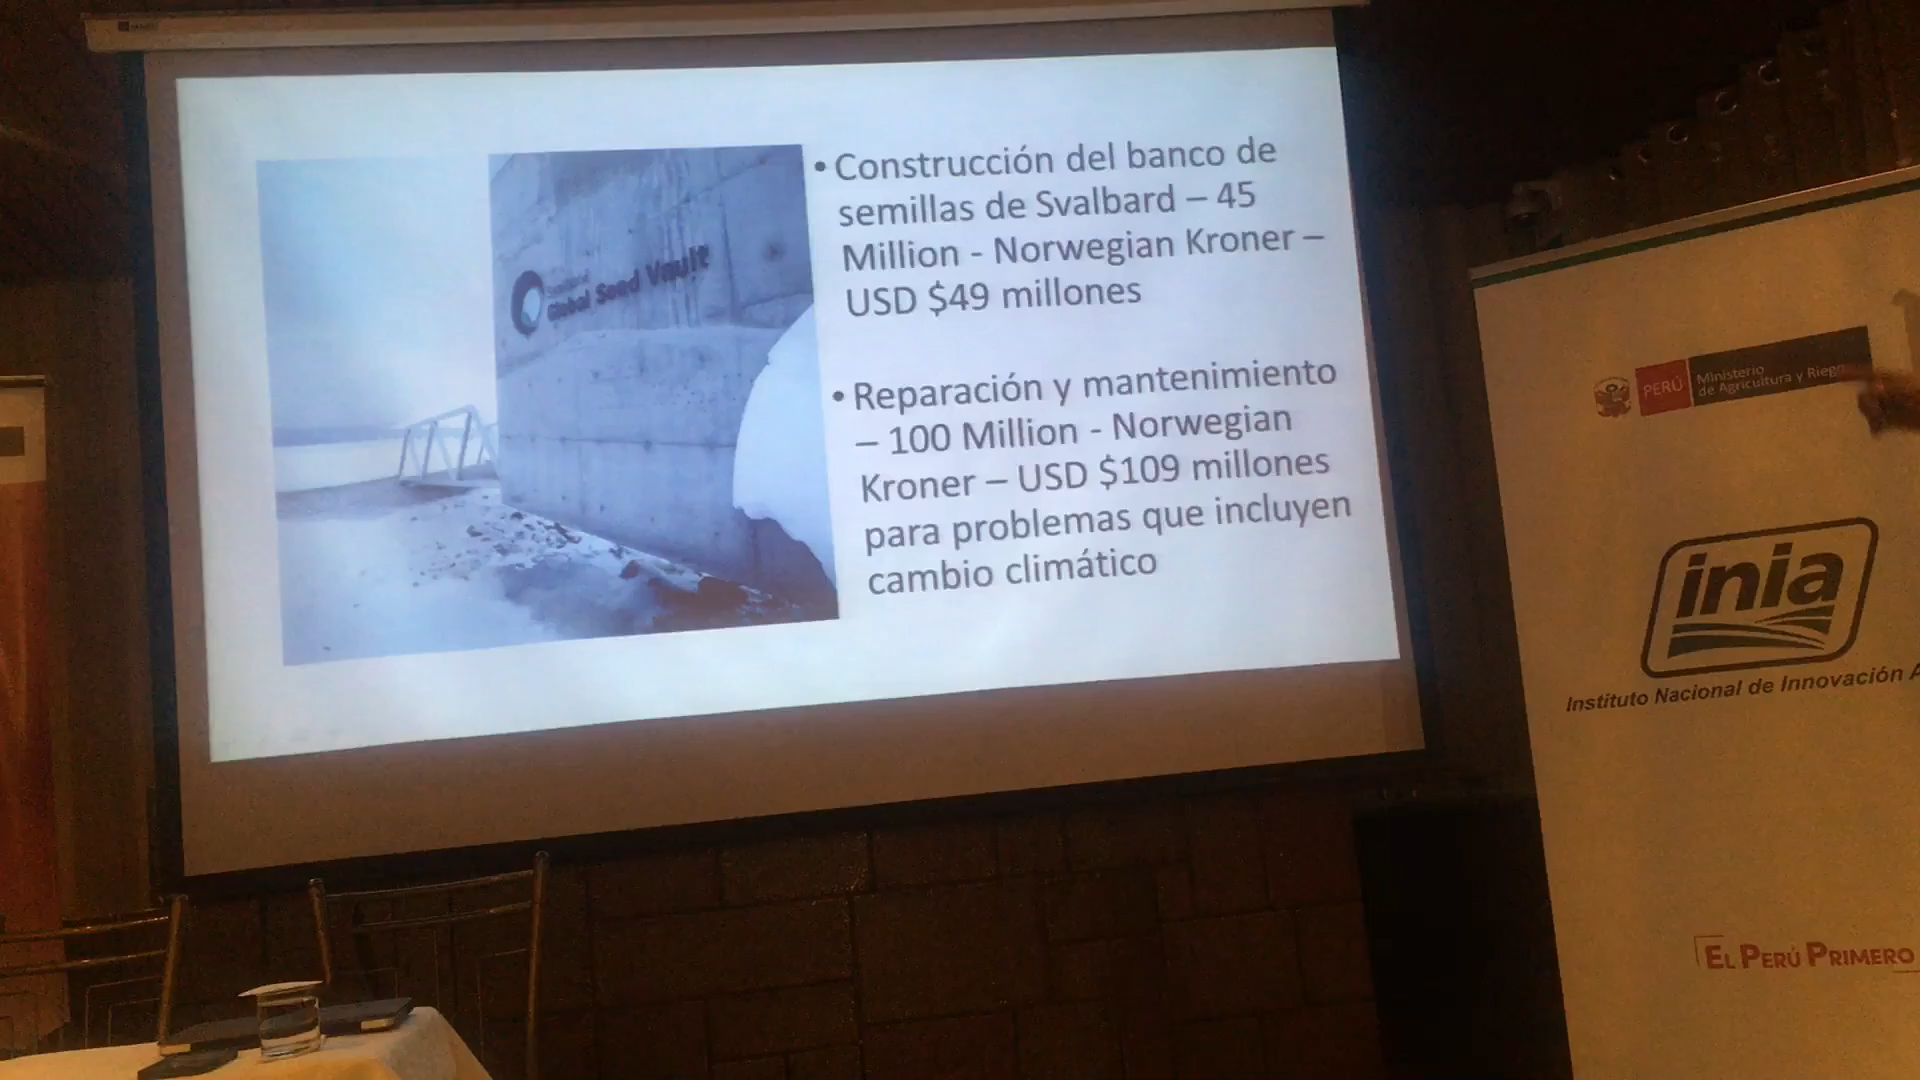 • Construcción del banco de
semillas de Svalbard – 45
Million - Norwegian Kroner –
USD $49 millones
• Reparación y mantenimiento
– 100 Million - Norwegian
Kroner – USD $109 millones
para problemas que incluyen
cambio climático
Global Seed Vault
PERÚ
Ministerio
de Agricultura y Riego
inia
Instituto Nacional de Innovación A
EL PERÚ PRIMERO